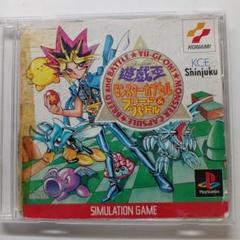 KONAMI
KCE
Shinjuku
YU-GI-OH! MONSTER CAPSULE BREED and BATTLE
遊戯王
モンスターカプセル
ブリード&バトル
PlayStation
SIMULATION GAME